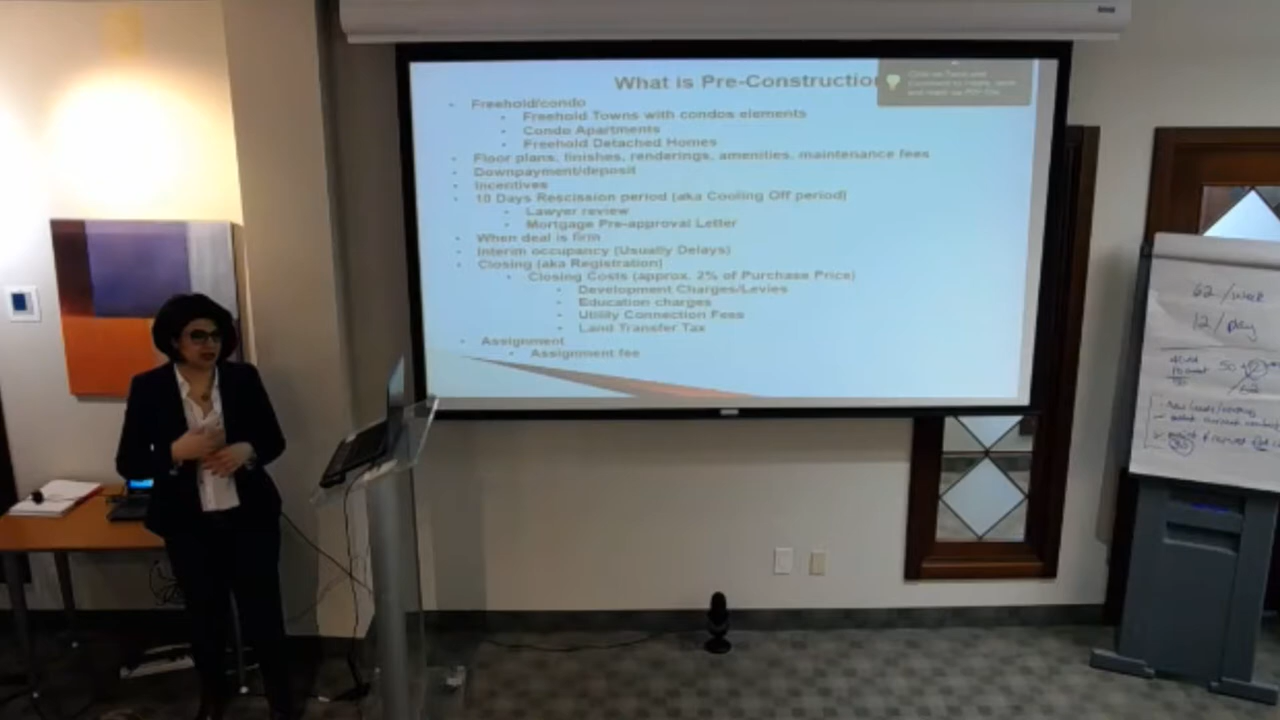 What is Pre-Construction
Freehold/condo
Freehold Towns with condos elements
Condo Apartments
Freehold Detached Homes
Floor plans, finishes, renderings, amenities, maintenance fees
Downpayment/deposit
Incentives
10 Days Rescission period (aka Cooling Off period)
Lawyer review
Mortgage Pre-approval Letter
When deal is firm
Interim occupancy (Usually Delays)
Closing (aka Registration)
Closing Costs (approx. 2% of Purchase Price)
Development Charges/Levies
Education charges
Utility Connection Fees
Land Transfer Tax
Assignment
Assignment fee
62 /week
12 / Day
50